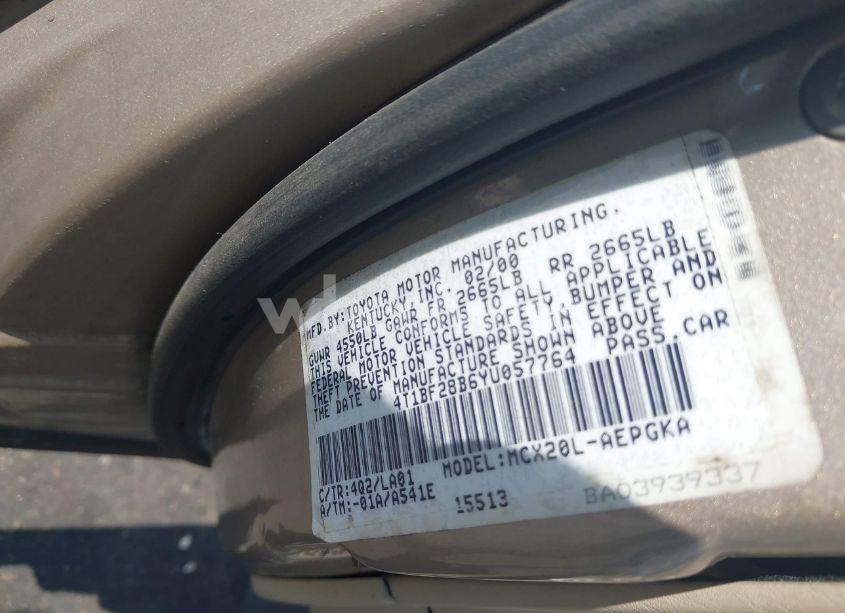 MFD.BY:TOYOTA MOTOR MANUFACTURING.
KENTUCKY,INC. 02/00
GVWR 4550LB GAWR FR 2665LB RR 2665LB
THIS VEHICLE CONFORMS TO ALL APPLICABLE
FEDERAL MOTOR VEHICLE SAFETY,BUMPER AND
THEFT PREVENTION STANDARDS IN EFFECT ON
THE DATE OF MANUFACTURE SHOWN ABOVE
4T1BF28B6YU057764 PASS.CAR
C/TR:4Q2/LA01 MODEL:MCX20L-AEPGKA
A/TM:-01A/A541E 15513 BA03939337